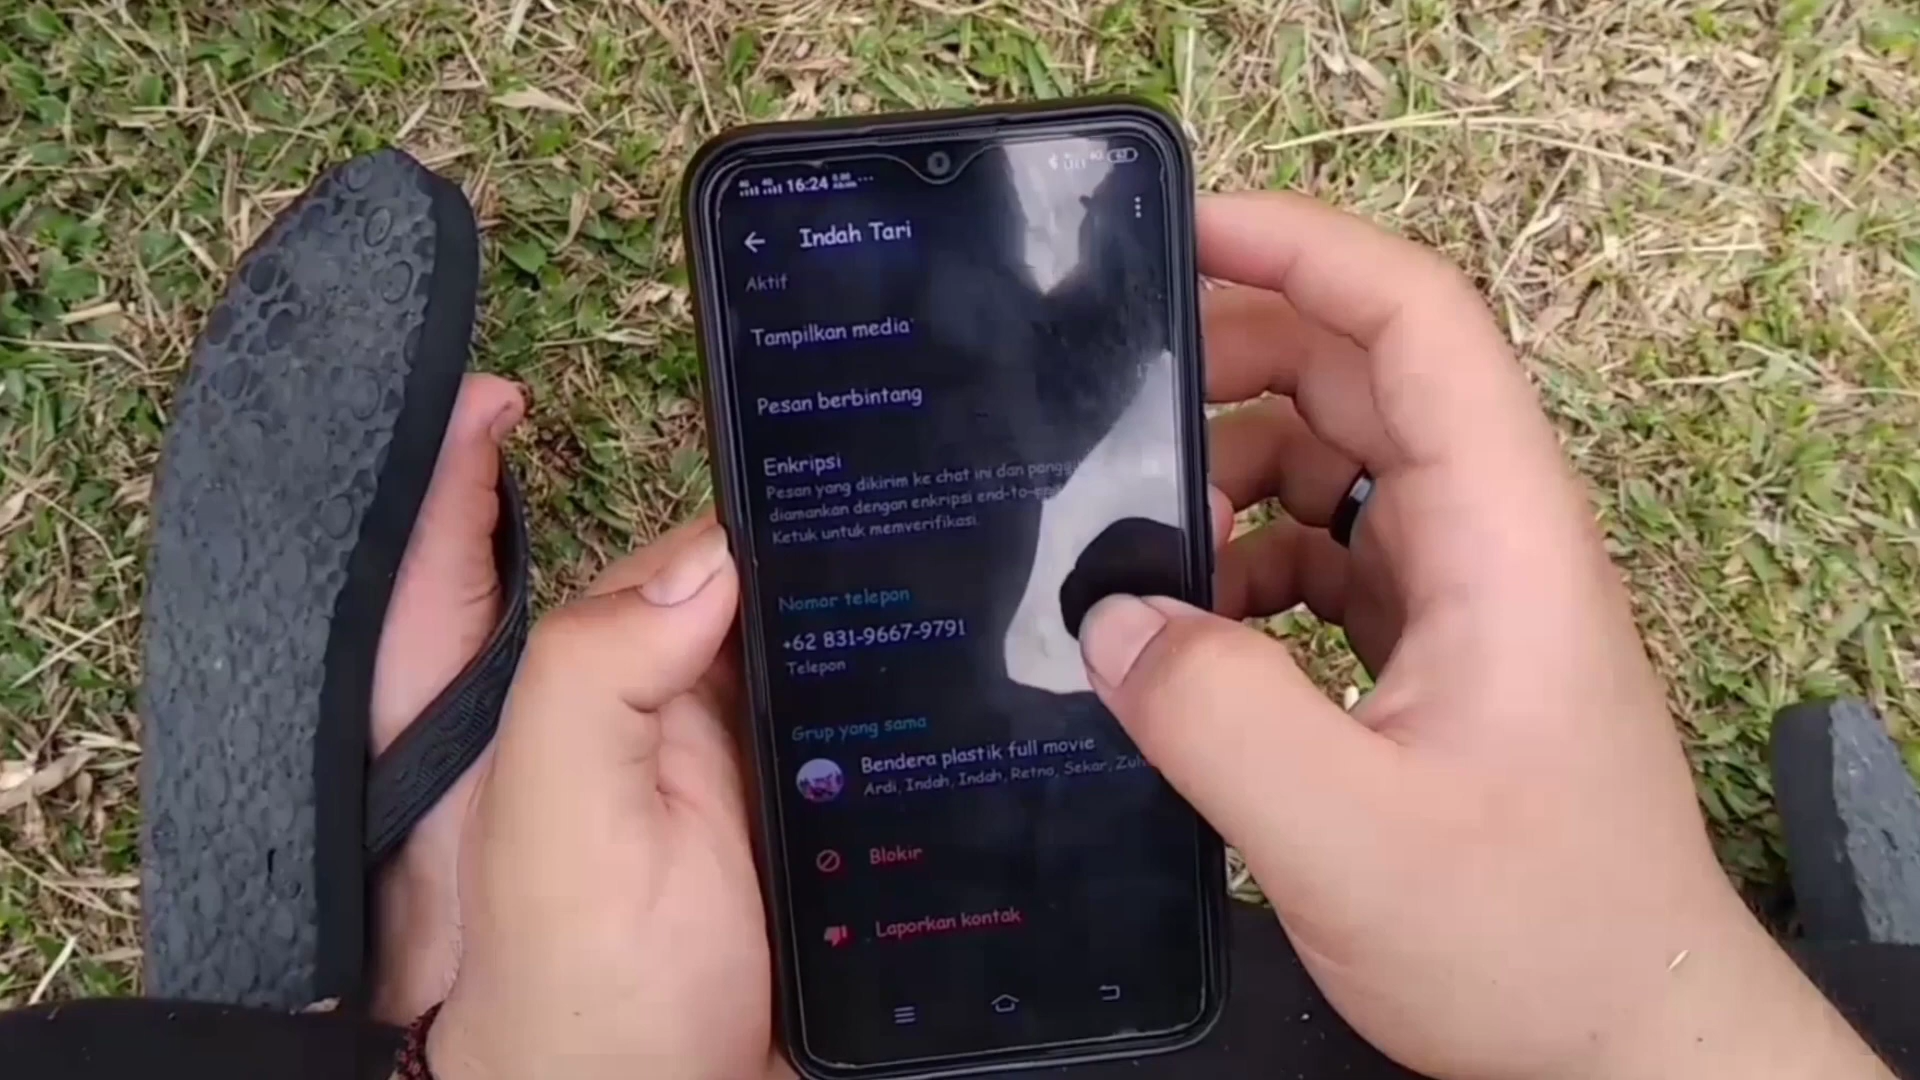 16:24
Indah Tari
Aktif
Tampilkan media
Pesan berbintang
Enkripsi
Pesan yang dikirim ke chat ini dan
diamankan dengan enkripsi
Ketuk untuk memverifikasi.
Nomor telepon
+62 831-9667-9791
Telepon
Grup yang sama
Bendera plastik full movie
Ardi, Indah, Indah, Retno, Sekar,
Blokir
Laporkan kontak